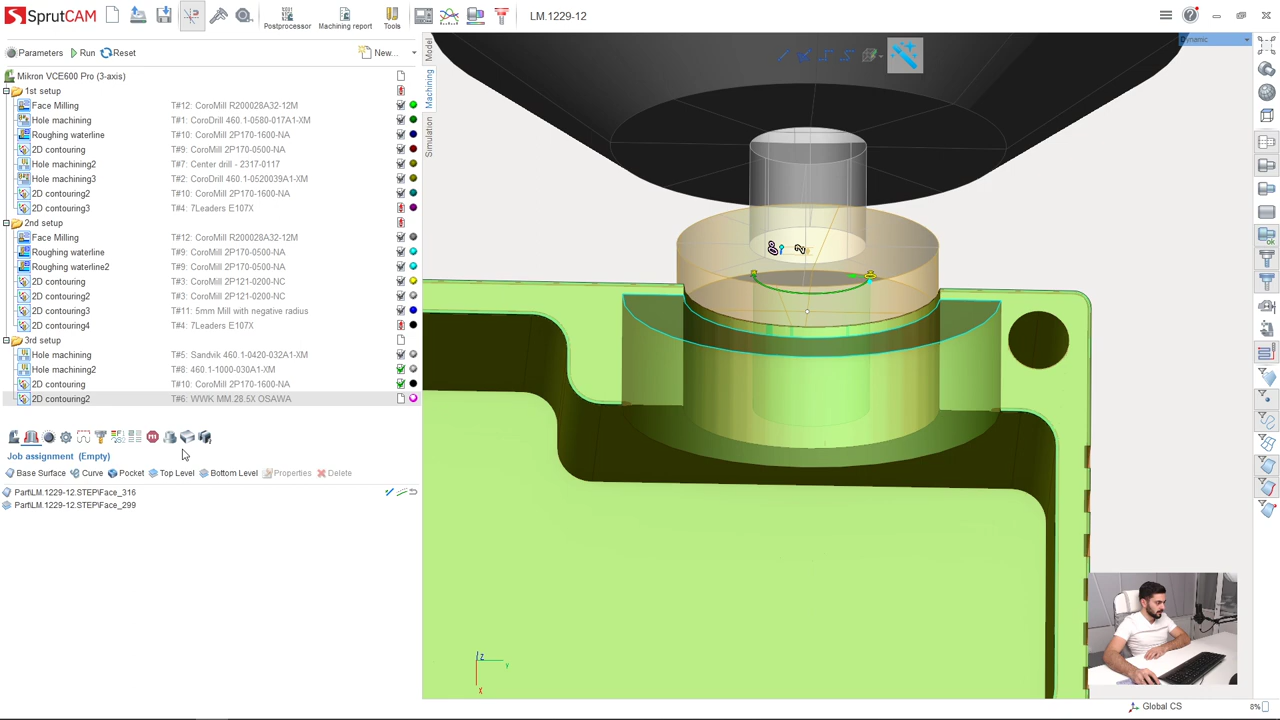 SprutCAM
Postprocessor
Machining report
Tools
LM.1229-12
Parameters
Run
Reset
New...
Dynamic
Mikron VCE600 Pro (3-axis)
1st setup
Face Milling T#12: CoroMill R200028A32-12M
Hole machining T#1: CoroDrill 460.1-0580-017A1-XM
Roughing waterline T#10: CoroMill 2P170-1600-NA
2D contouring T#9: CoroMill 2P170-0500-NA
Hole machining2 T#7: Center drill - 2317-0117
Hole machining3 T#2: CoroDrill 460.1-0520039A1-XM
2D contouring2 T#10: CoroMill 2P170-1600-NA
2D contouring3 T#4: 7Leaders E107X
2nd setup
Face Milling T#12: CoroMill R200028A32-12M
Roughing waterline T#9: CoroMill 2P170-0500-NA
Roughing waterline2 T#9: CoroMill 2P170-0500-NA
2D contouring T#3: CoroMill 2P121-0200-NC
2D contouring2 T#3: CoroMill 2P121-0200-NC
2D contouring3 T#11: 5mm Mill with negative radius
2D contouring4 T#4: 7Leaders E107X
3rd setup
Hole machining T#5: Sandvik 460.1-0420-032A1-XM
Hole machining2 T#8: 460.1-1000-030A1-XM
2D contouring T#10: CoroMill 2P170-1600-NA
2D contouring2 T#6: WWK MM.28.5X OSAWA
Model
Machining
Simulation
Job assignment (Empty)
Base Surface Curve Pocket Top Level Bottom Level Properties Delete
Part\LM.1229-12.STEP\Face_316
Part\LM.1229-12.STEP\Face_299
Z
Y
X
Global CS
8%